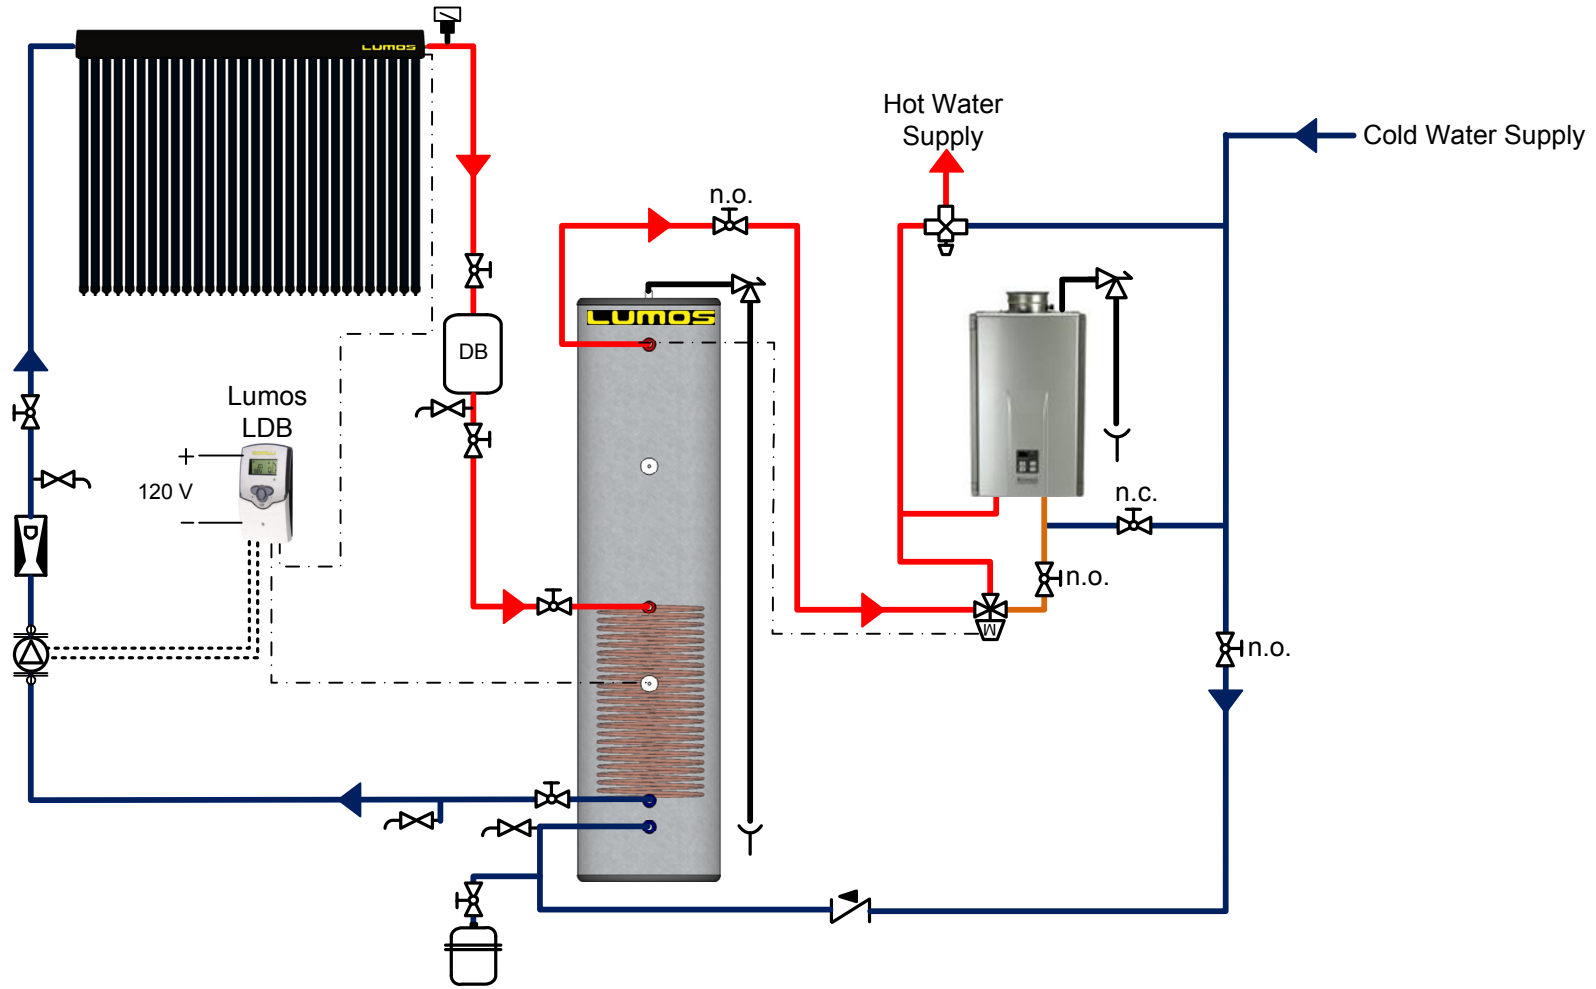 LUMOS
Hot Water
Supply
Cold Water Supply
n.o.
LUMOS
DB
Lumos
LDB
+
120 V
–
n.c.
n.o.
M
n.o.